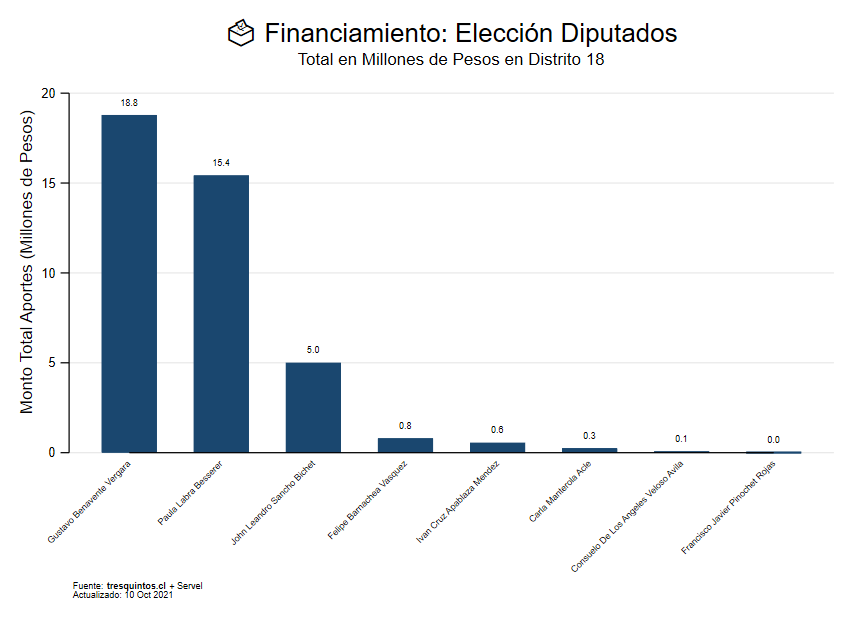 Financiamiento: Elección Diputados
Total en Millones de Pesos en Distrito 18
Monto Total Aportes (Millones de Pesos)
20
15
10
5
0
18.8
15.4
5.0
0.8
0.6
0.3
0.1
0.0
Gustavo Benavente Vergara
Paula Labra Besserer
John Leandro Sancho Bichet
Felipe Barnachea Vasquez
Ivan Cruz Apablaza Mendez
Carla Manterola Acle
Consuelo De Los Angeles Veloso Avila
Francisco Javier Pinochet Rojas
Fuente: tresquintos.cl + Servel
Actualizado: 10 Oct 2021